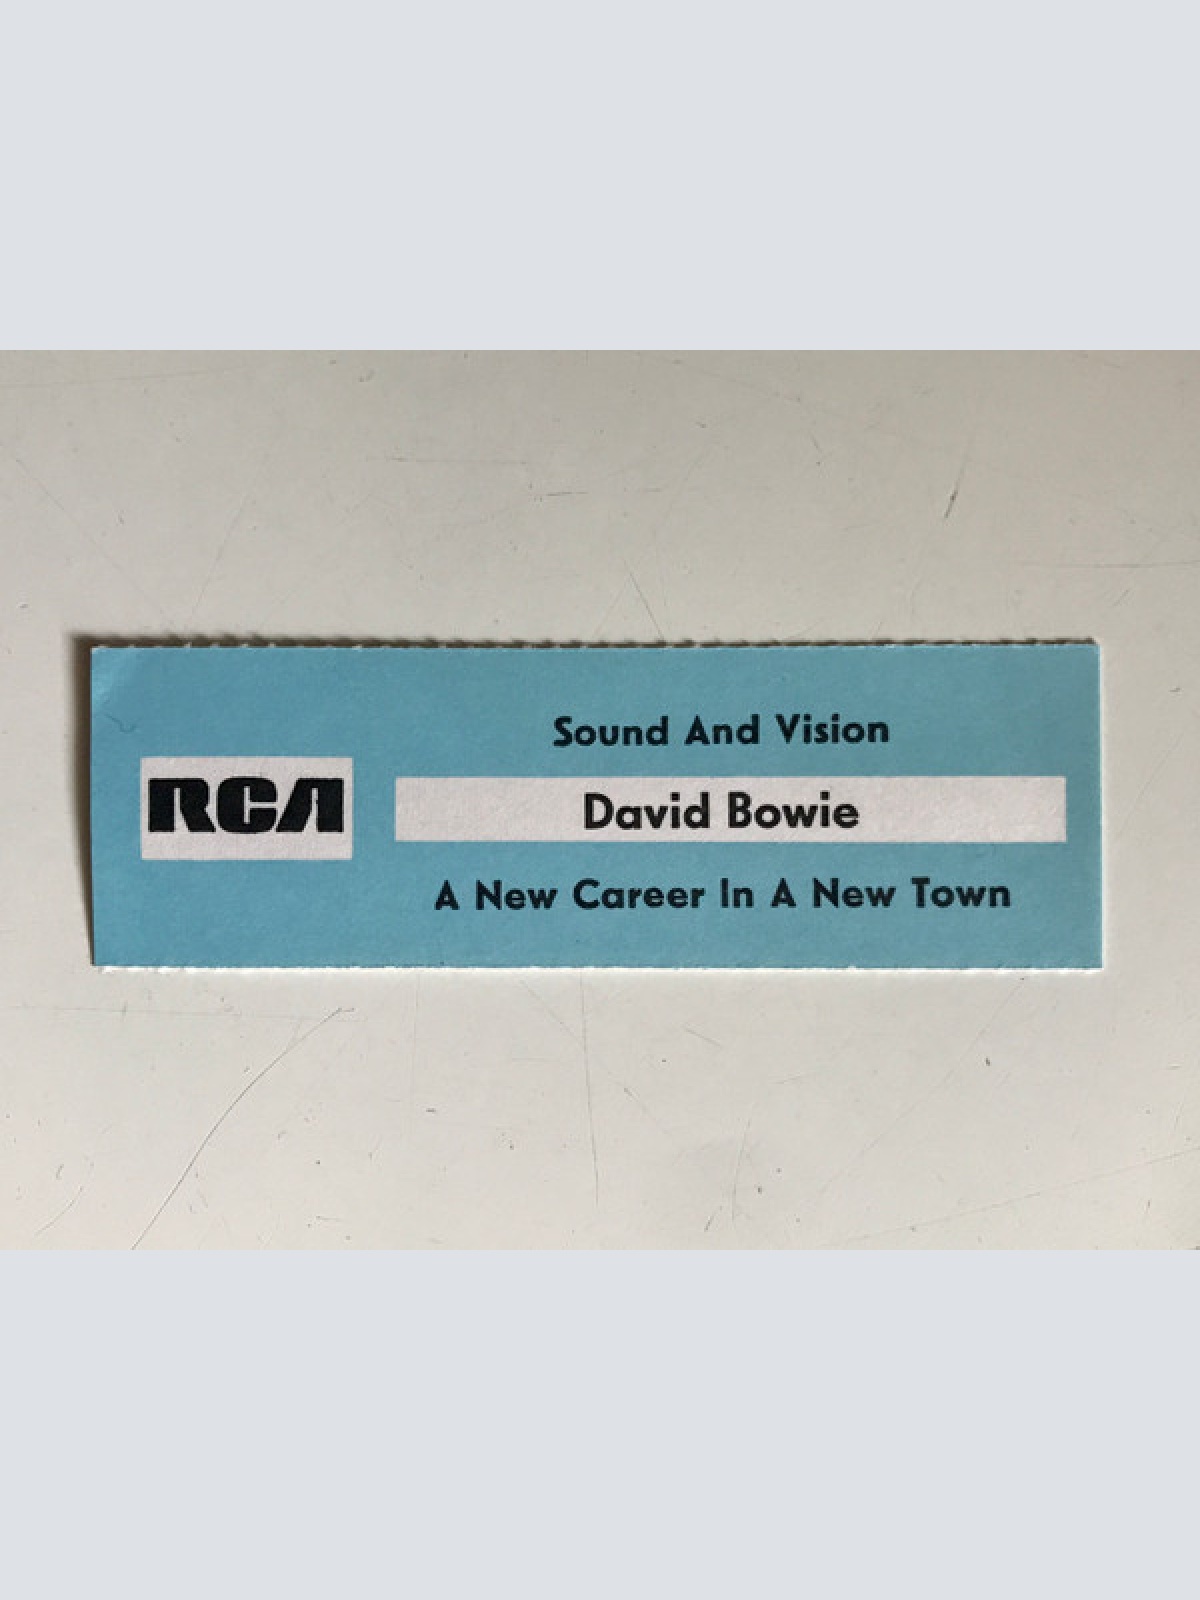 Sound And Vision
RCA
David Bowie
A New Career In A New Town